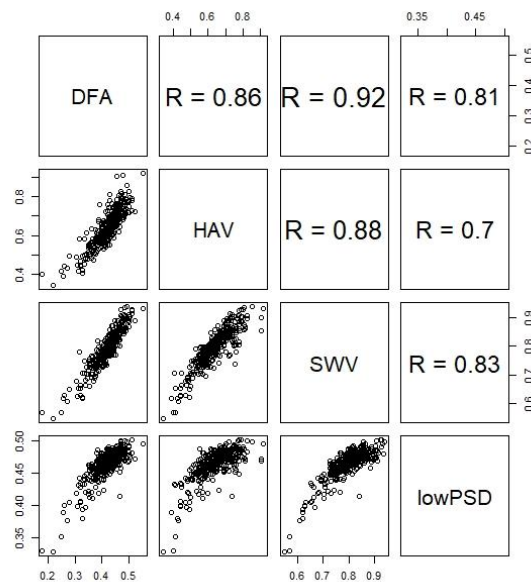 0.4 0.6 0.8
0.35 0.45
DFA
R = 0.86
R = 0.92
R = 0.81
0.2 0.3 0.4 0.5
0.4 0.6 0.8
HAV
R = 0.88
R = 0.7
SWV
R = 0.83
0.6 0.7 0.8 0.9
0.35 0.40 0.45 0.50
lowPSD
0.2 0.3 0.4 0.5
0.6 0.7 0.8 0.9